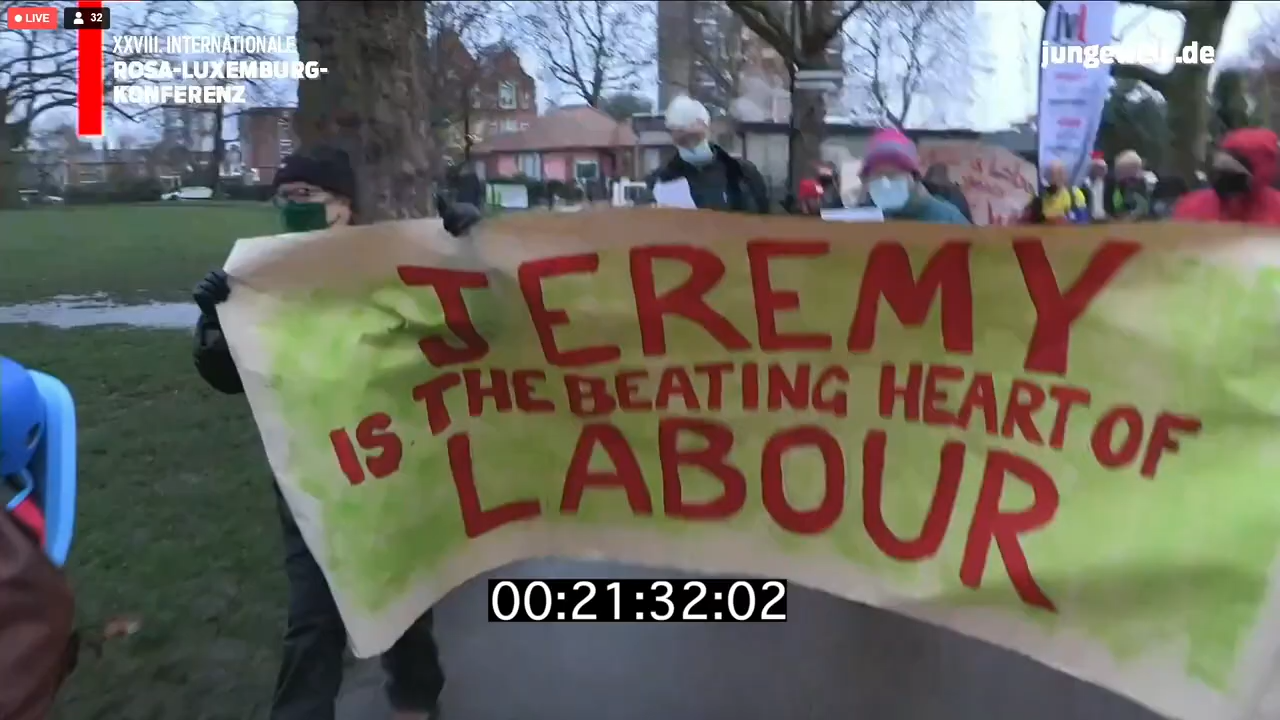 LIVE
32
XXVIII. INTERNATIONALE
ROSA-LUXEMBURG-
KONFERENZ
jungewelt.de
JEREMY
IS THE BEATING HEART OF
LABOUR
00:21:32:02